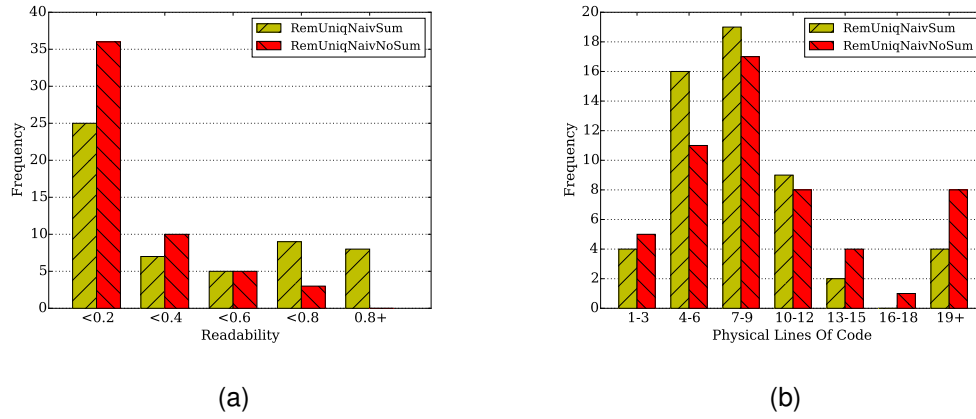 40
35
30
25
20
15
10
5
0
Frequency
RemUniqNaivSum
RemUniqNaivNoSum
<0.2 <0.4 <0.6 <0.8 0.8+
Readability
(a)
20
18
16
14
12
10
8
6
4
2
0
Frequency
RemUniqNaivSum
RemUniqNaivNoSum
1-3 4-6 7-9 10-12 13-15 16-18 19+
Physical Lines Of Code
(b)